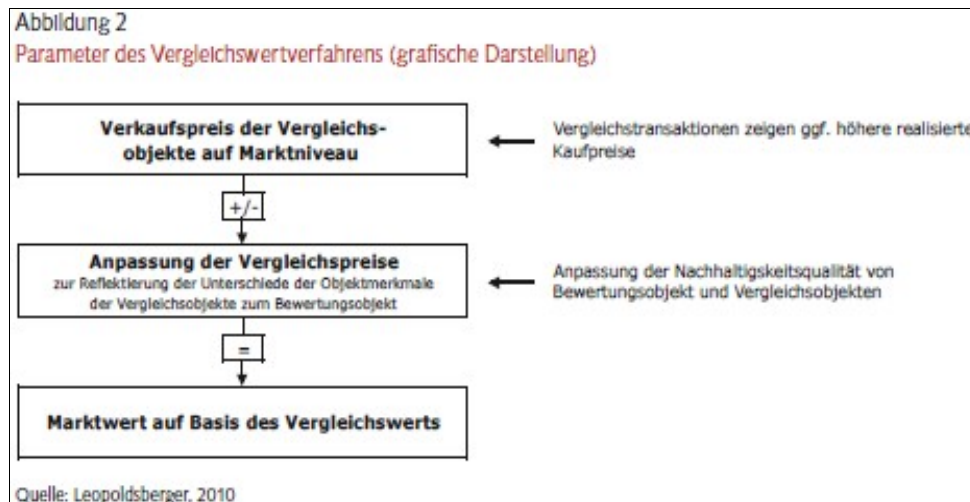 Abbildung 2
Parameter des Vergleichswertverfahrens (grafische Darstellung)
Verkaufspreis der Vergleichs-
objekte auf Marktniveau
Vergleichstransaktionen zeigen ggf. höhere realisierte
Kaufpreise
+/-
Anpassung der Vergleichspreise
zur Reflektierung der Unterschiede der Objektmerkmale
der Vergleichsobjekte zum Bewertungsobjekt
Anpassung der Nachhaltigkeitsqualität von
Bewertungsobjekt und Vergleichsobjekten
=
Marktwert auf Basis des Vergleichswerts
Quelle: Leopoldsberger, 2010